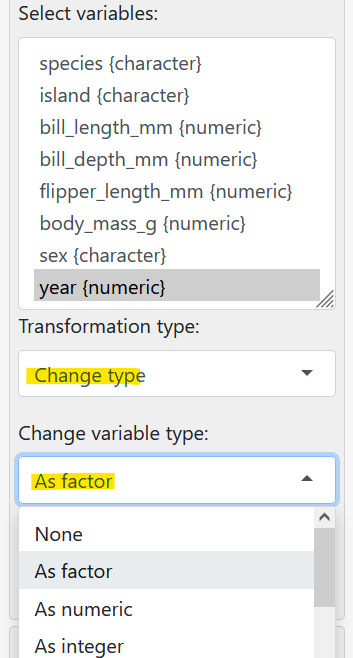 Select variables:
species {character}
island {character}
bill_length_mm {numeric}
bill_depth_mm {numeric}
flipper_length_mm {numeric}
body_mass_g {numeric}
sex {character}
year {numeric}
Transformation type:
Change type
Change variable type:
As factor
None
As factor
As numeric
As integer